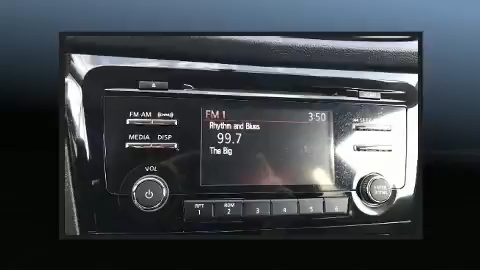 FM-AM
MEDIA DISP
VOL
FM 1 3:50
Rhythm and Blues
99.7
The Big
SEEK
RPT RDM
1 2 3 4 5 6